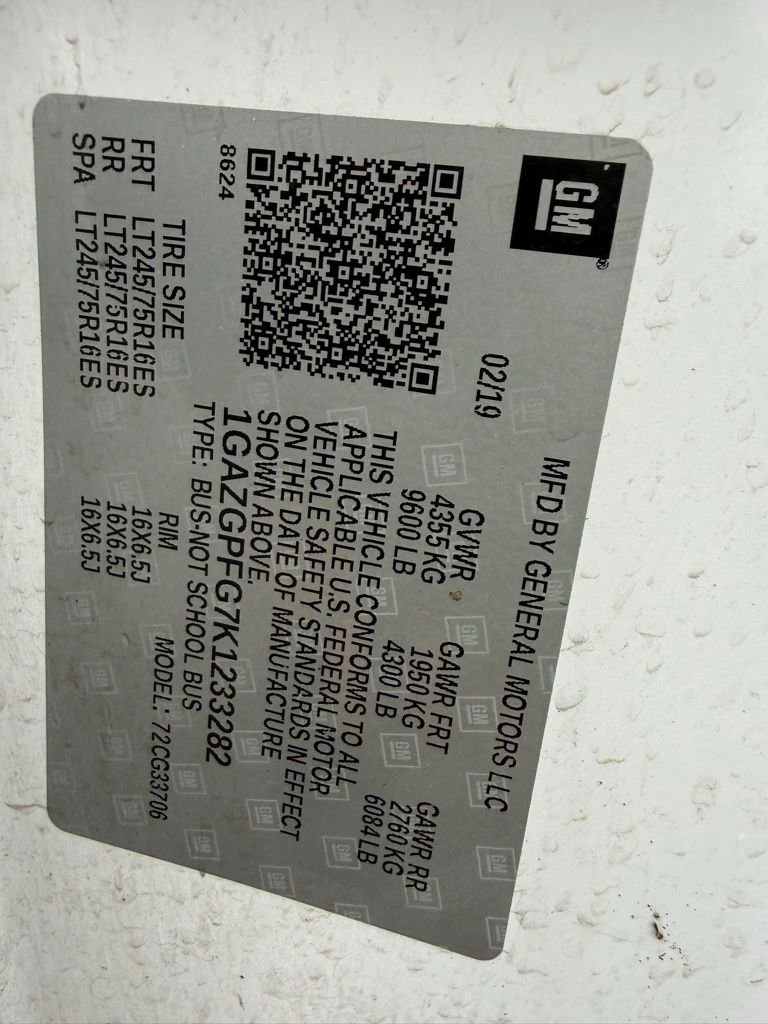 GM
MFD BY GENERAL MOTORS LLC
02/19
GVWR GAWR FRT GAWR RR
4355 KG 1950 KG 2760 KG
9600 LB 4300 LB 6084 LB
THIS VEHICLE CONFORMS TO ALL
APPLICABLE U.S. FEDERAL MOTOR
VEHICLE SAFETY STANDARDS IN EFFECT
ON THE DATE OF MANUFACTURE
SHOWN ABOVE.
1GAZGPFG7K1233282
TYPE: BUS-NOT SCHOOL BUS
8624
MODEL: 72CG33706
TIRE SIZE RIM
FRT LT245/75R16ES 16X6.5J
RR LT245/75R16ES 16X6.5J
SPA LT245/75R16ES 16X6.5J